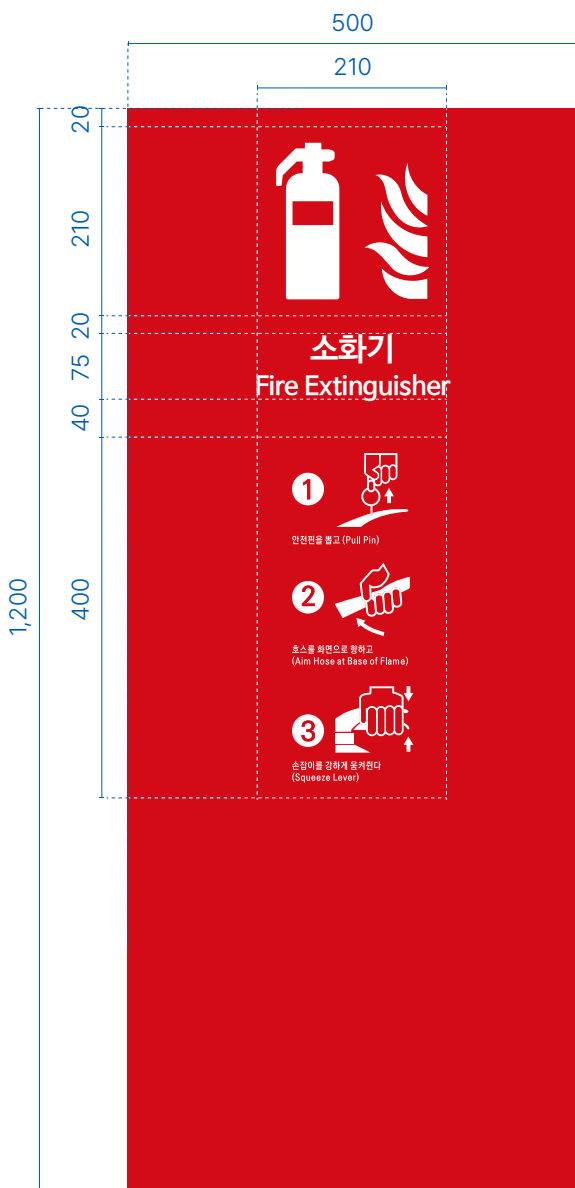 500
210
20
210
20
75
40
1,200
400
소화기
Fire Extinguisher
1
안전핀을 뽑고 (Pull Pin)
2
호스를 화면으로 향하고
(Aim Hose at Base of Flame)
3
손잡이를 강하게 움켜쥔다
(Squeeze Lever)